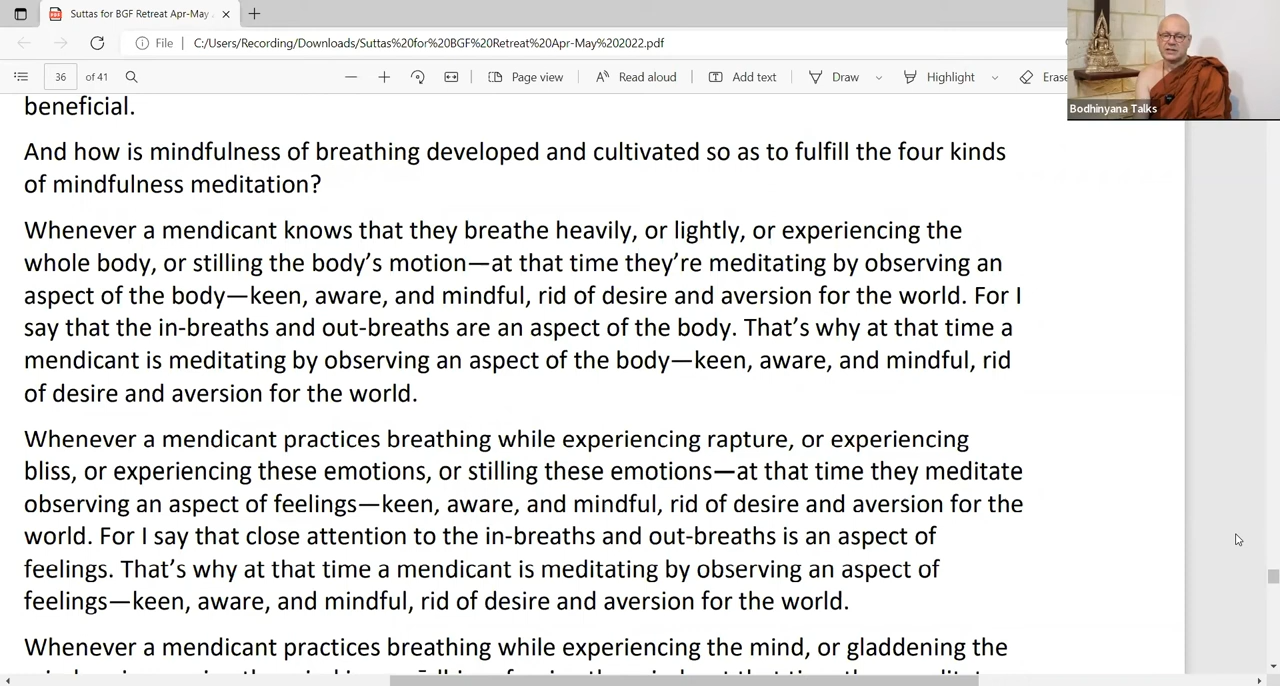 Suttas for BGF Retreat Apr-May
File C:/Users/Recording/Downloads/Suttas%20for%20BGF%20Retreat%20Apr-May%202022.pdf
36 of 41 Page view Read aloud Add text Draw Highlight Erase
Bodhinyana Talks
beneficial.
And how is mindfulness of breathing developed and cultivated so as to fulfill the four kinds
of mindfulness meditation?
Whenever a mendicant knows that they breathe heavily, or lightly, or experiencing the
whole body, or stilling the body’s motion—at that time they’re meditating by observing an
aspect of the body—keen, aware, and mindful, rid of desire and aversion for the world. For I
say that the in-breaths and out-breaths are an aspect of the body. That’s why at that time a
mendicant is meditating by observing an aspect of the body—keen, aware, and mindful, rid
of desire and aversion for the world.
Whenever a mendicant practices breathing while experiencing rapture, or experiencing
bliss, or experiencing these emotions, or stilling these emotions—at that time they meditate
observing an aspect of feelings—keen, aware, and mindful, rid of desire and aversion for the
world. For I say that close attention to the in-breaths and out-breaths is an aspect of
feelings. That’s why at that time a mendicant is meditating by observing an aspect of
feelings—keen, aware, and mindful, rid of desire and aversion for the world.
Whenever a mendicant practices breathing while experiencing the mind, or gladdening the